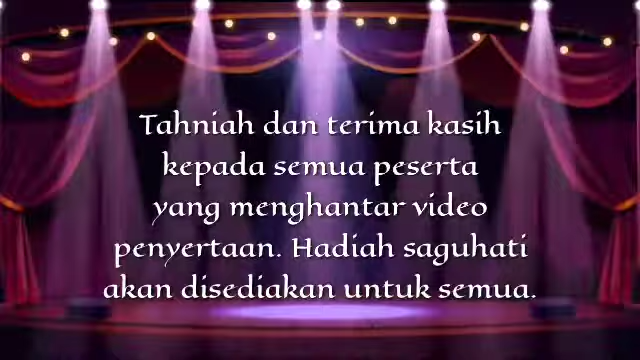 Tahniah dan terima kasih
kepada semua peserta
yang menghantar video
penyertaan. Hadiah saguhati
akan disediakan untuk semua.